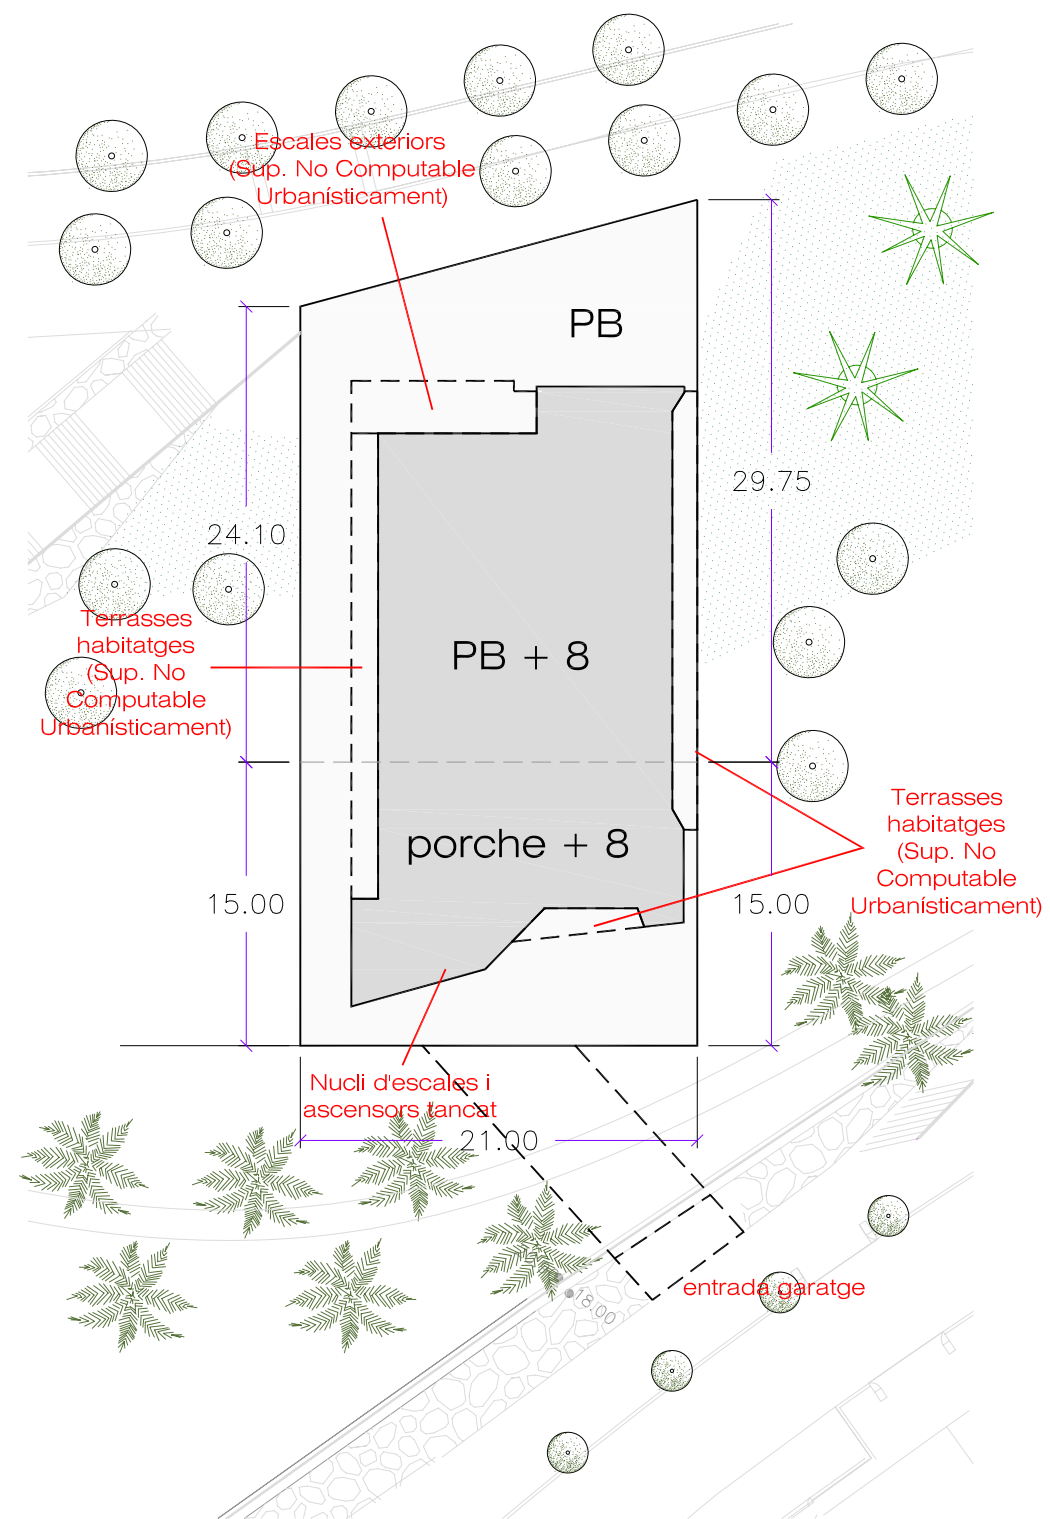 Escales exteriors
(Sup. No Computable
Urbanísticament)
PB
29.75
24.10
Terrasses
habitatges
(Sup. No
Computable
Urbanísticament)
PB + 8
porche + 8
Terrasses
habitatges
(Sup. No
Computable
Urbanísticament)
15.00
15.00
Nucli d'escales i
ascensors tancat
21.00
entrada garatge
18.00